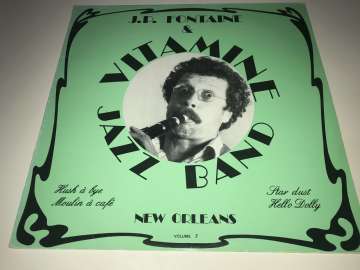 J.P. FONTAINE
&
VITAMINE
JAZZ BAND
Hush à bye
Moulin à café
Star dust
Hello Dolly
NEW ORLEANS
VOLUME 2